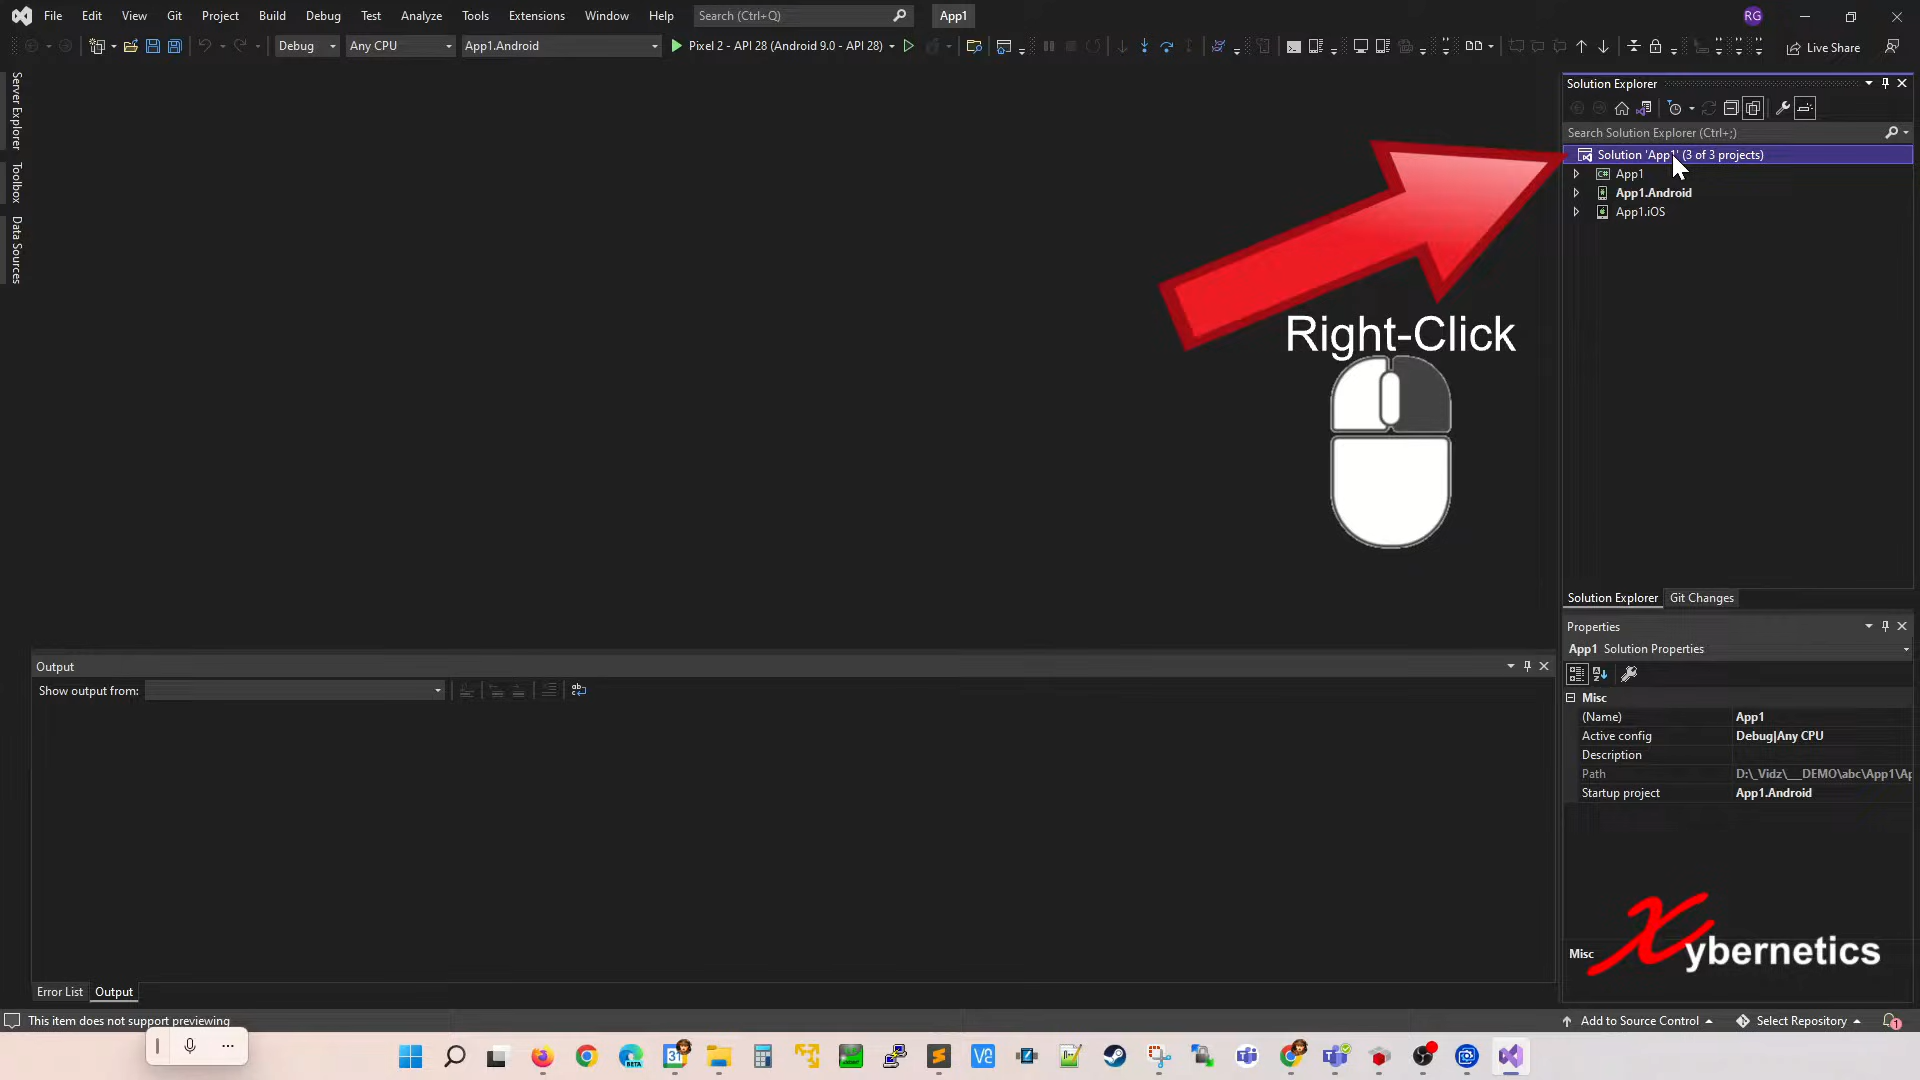 File Edit View Git Project Build Debug Test Analyze Tools Extensions Window Help Search (Ctrl+Q) App1 RG
Debug Any CPU App1.Android Pixel 2 - API 28 (Android 9.0 - API 28) Live Share
Server Explorer
Toolbox
Data Sources
Solution Explorer
Search Solution Explorer (Ctrl+;)
Solution 'App1' (3 of 3 projects)
App1
App1.Android
App1.iOS
Right-Click
Solution Explorer Git Changes
Properties
App1 Solution Properties
Misc
(Name) App1
Active config Debug|Any CPU
Description
Path D:\_Vidz\__DEMO\abc\App1\Ap
Startup project App1.Android
Misc
Xybernetics
Output
Show output from:
Error List Output
This item does not support previewing
Add to Source Control Select Repository 1
BETA 31 V2